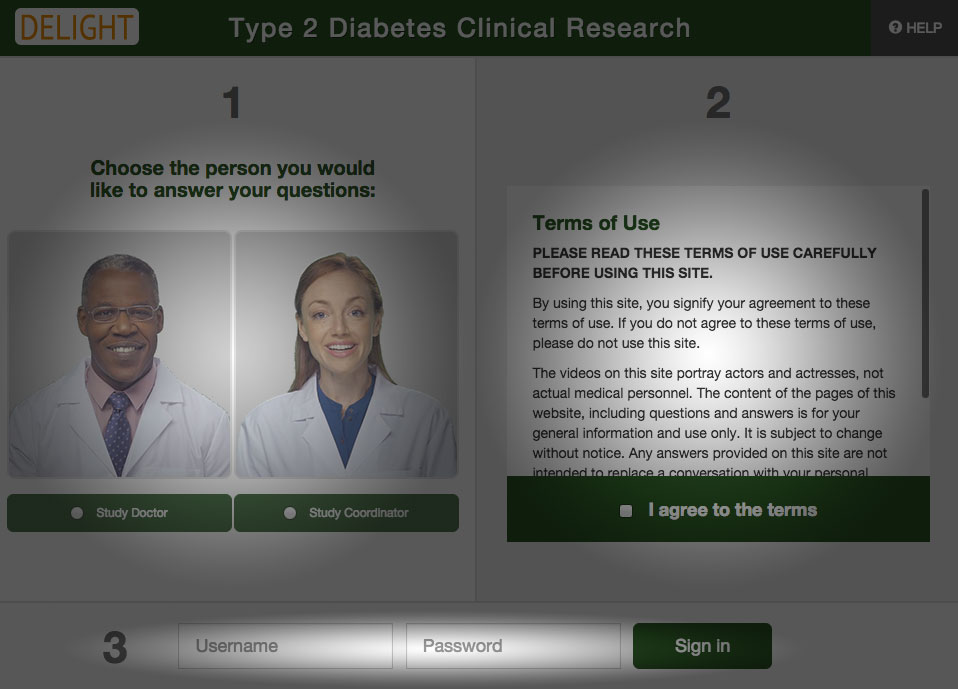 DELIGHT
Type 2 Diabetes Clinical Research
? HELP
1
Choose the person you would
like to answer your questions:
Study Doctor
Study Coordinator
2
Terms of Use
PLEASE READ THESE TERMS OF USE CAREFULLY
BEFORE USING THIS SITE.
By using this site, you signify your agreement to these
terms of use. If you do not agree to these terms of use,
please do not use this site.
The videos on this site portray actors and actresses, not
actual medical personnel. The content of the pages of this
website, including questions and answers is for your
general information and use only. It is subject to change
without notice. Any answers provided on this site are not
intended to replace a conversation with your personal
I agree to the terms
3
Username
Password
Sign in